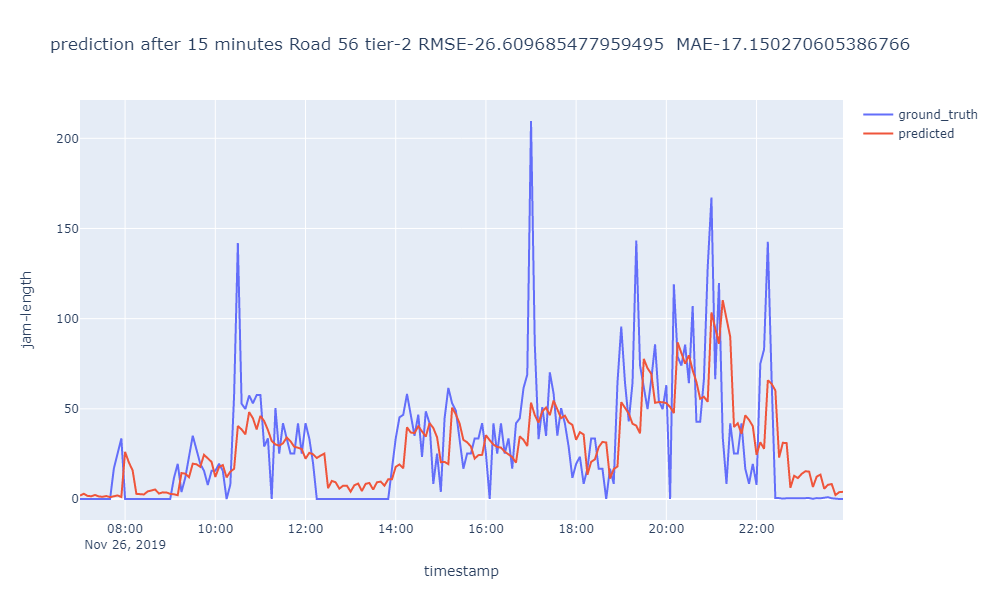 prediction after 15 minutes Road 56 tier-2 RMSE-26.609685477959495  MAE-17.150270605386766
ground_truth
predicted
200
150
100
50
0
jam-length
08:00 10:00 12:00 14:00 16:00 18:00 20:00 22:00
Nov 26, 2019
timestamp